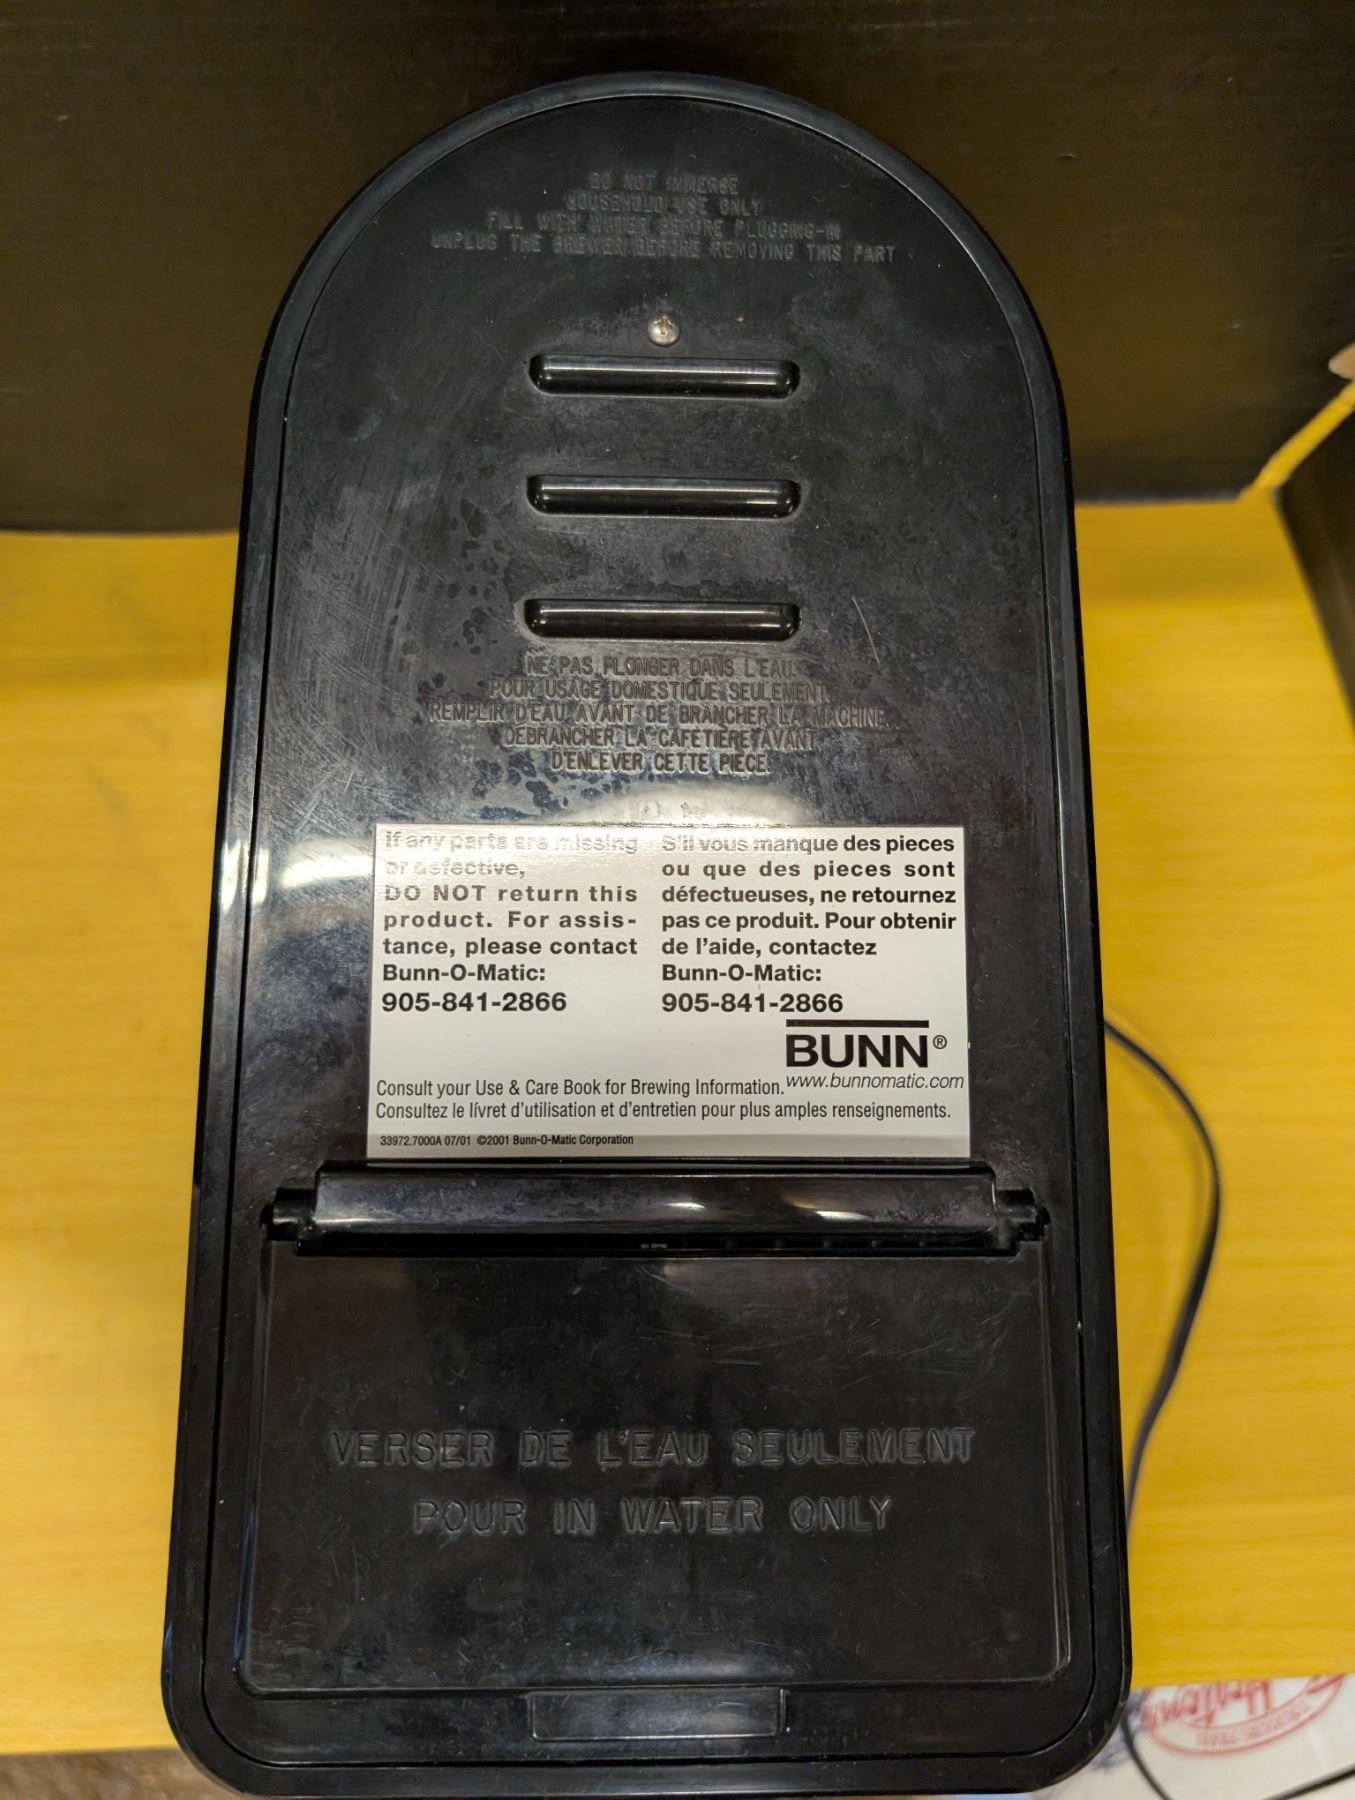 DO NOT IMMERSE
HOUSEHOLD USE ONLY
FILL WITH WATER BEFORE PLUGGING-IN
UNPLUG THE BREWER BEFORE REMOVING THIS PART
NE PAS PLONGER DANS L'EAU.
POUR USAGE DOMESTIQUE SEULEMENT
REMPLIR D'EAU AVANT DE BRANCHER LA MACHINE.
DEBRANCHER LA CAFETIERE AVANT
D'ENLEVER CETTE PIECE.
If any parts are missing
or defective,
DO NOT return this
product. For assis-
tance, please contact
Bunn-O-Matic:
905-841-2866
S'il vous manque des pieces
ou que des pieces sont
défectueuses, ne retournez
pas ce produit. Pour obtenir
de l'aide, contactez
Bunn-O-Matic:
905-841-2866
BUNN®
www.bunnomatic.com
Consult your Use & Care Book for Brewing Information.
Consultez le lívret d'utilisation et d'entretien pour plus amples renseignements.
33972.7000A 07/01 ©2001 Bunn-O-Matic Corporation
VERSER DE L'EAU SEULEMENT
POUR IN WATER ONLY